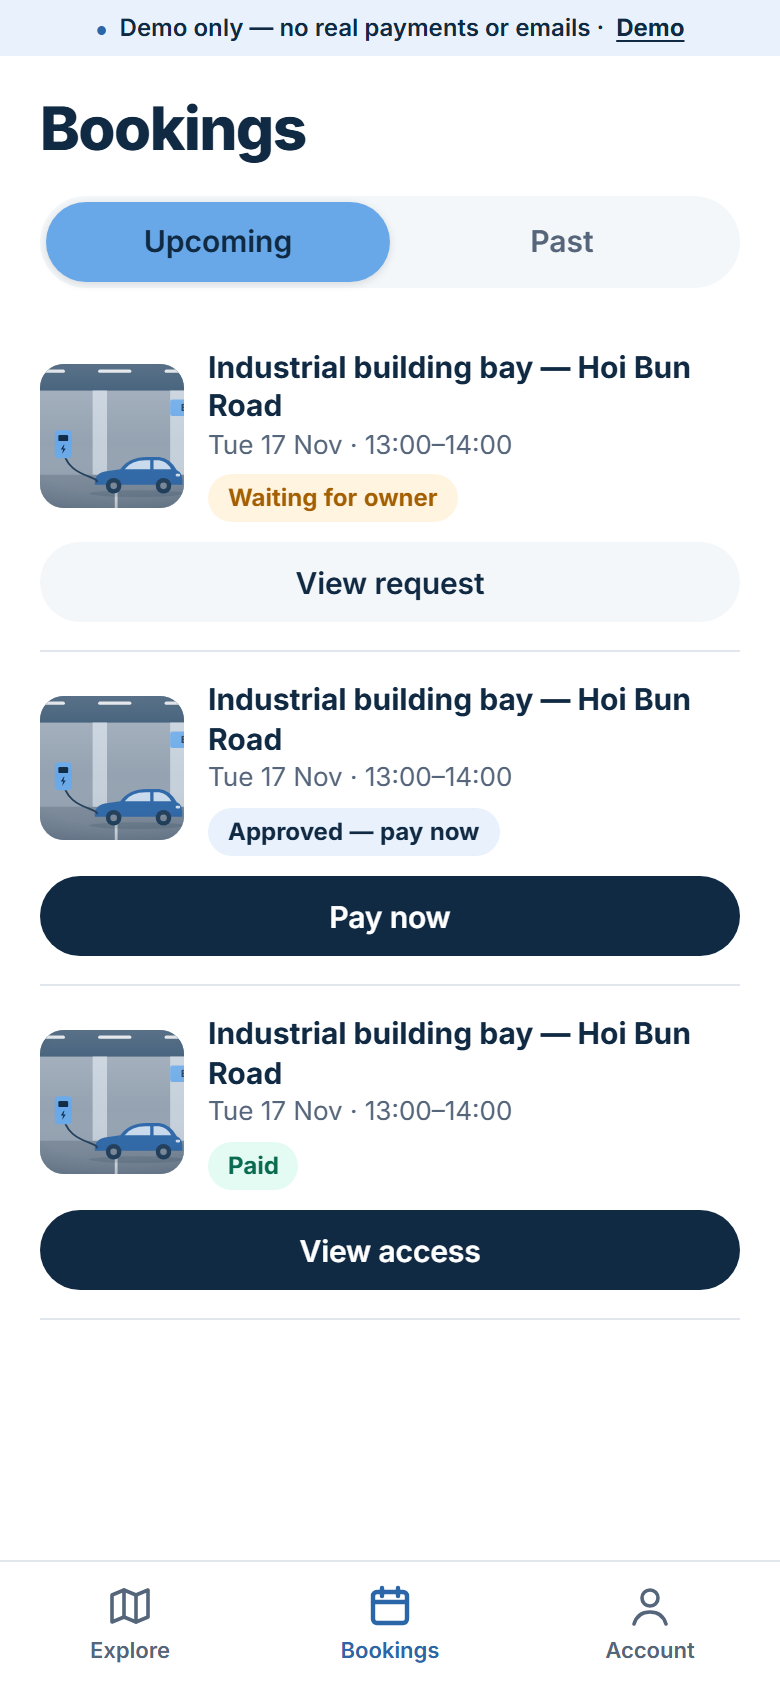 Demo only — no real payments or emails · Demo
Bookings
Upcoming
Past
Industrial building bay — Hoi Bun
Road
Tue 17 Nov · 13:00–14:00
Waiting for owner
View request
Industrial building bay — Hoi Bun
Road
Tue 17 Nov · 13:00–14:00
Approved — pay now
Pay now
Industrial building bay — Hoi Bun
Road
Tue 17 Nov · 13:00–14:00
Paid
View access
Explore
Bookings
Account